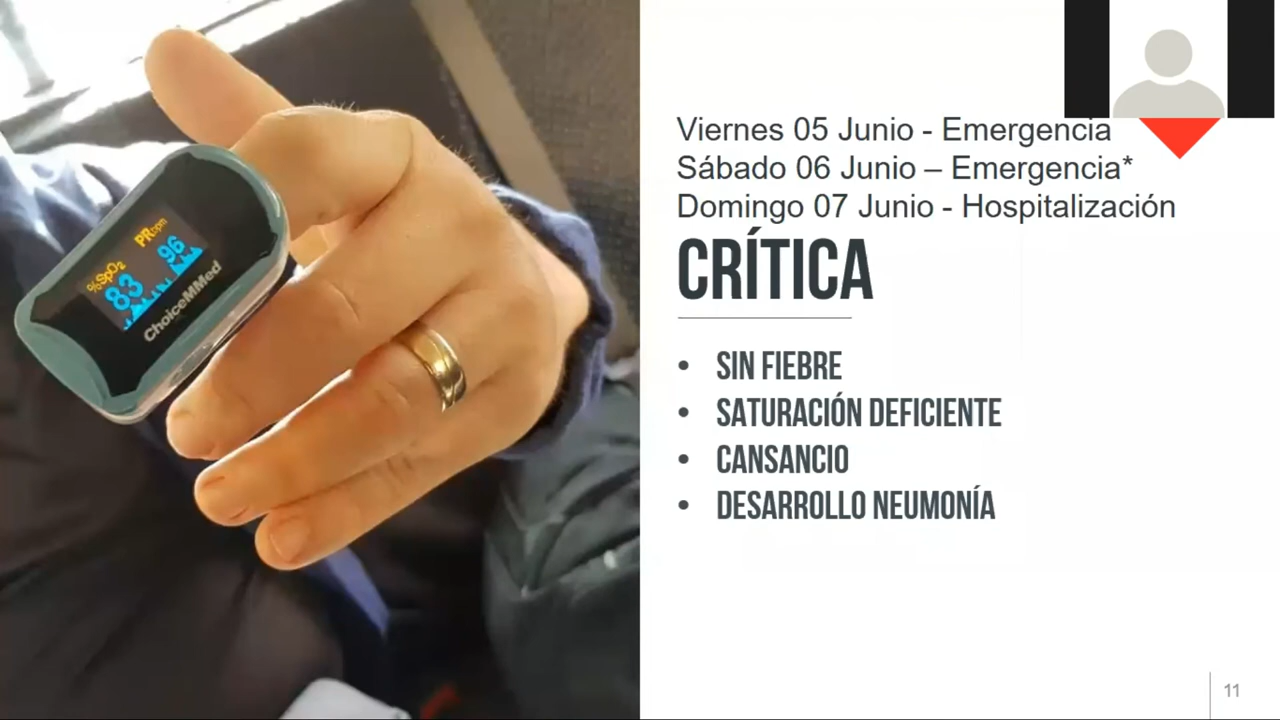 %SpO2
83
PRbpm
96
ChoiceMMed
Viernes 05 Junio - Emergencia
Sábado 06 Junio – Emergencia*
Domingo 07 Junio - Hospitalización
CRÍTICA
• SIN FIEBRE
• SATURACIÓN DEFICIENTE
• CANSANCIO
• DESARROLLO NEUMONÍA
11